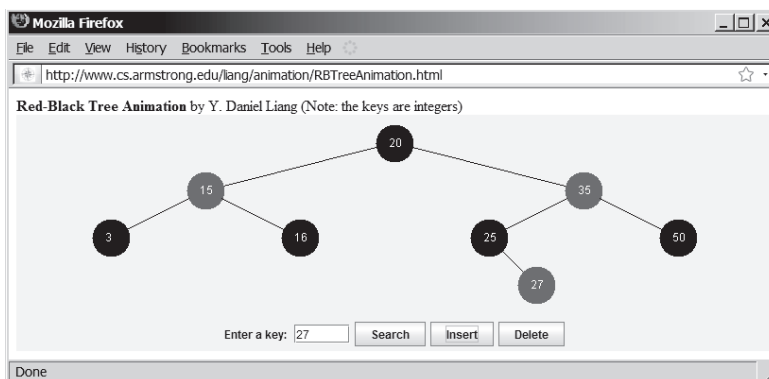 Mozilla Firefox
File Edit View History Bookmarks Tools Help
http://www.cs.armstrong.edu/liang/animation/RBTreeAnimation.html
Red-Black Tree Animation by Y. Daniel Liang (Note: the keys are integers)
20
15 35
3 16 25 50
27
Enter a key: 27 Search Insert Delete
Done